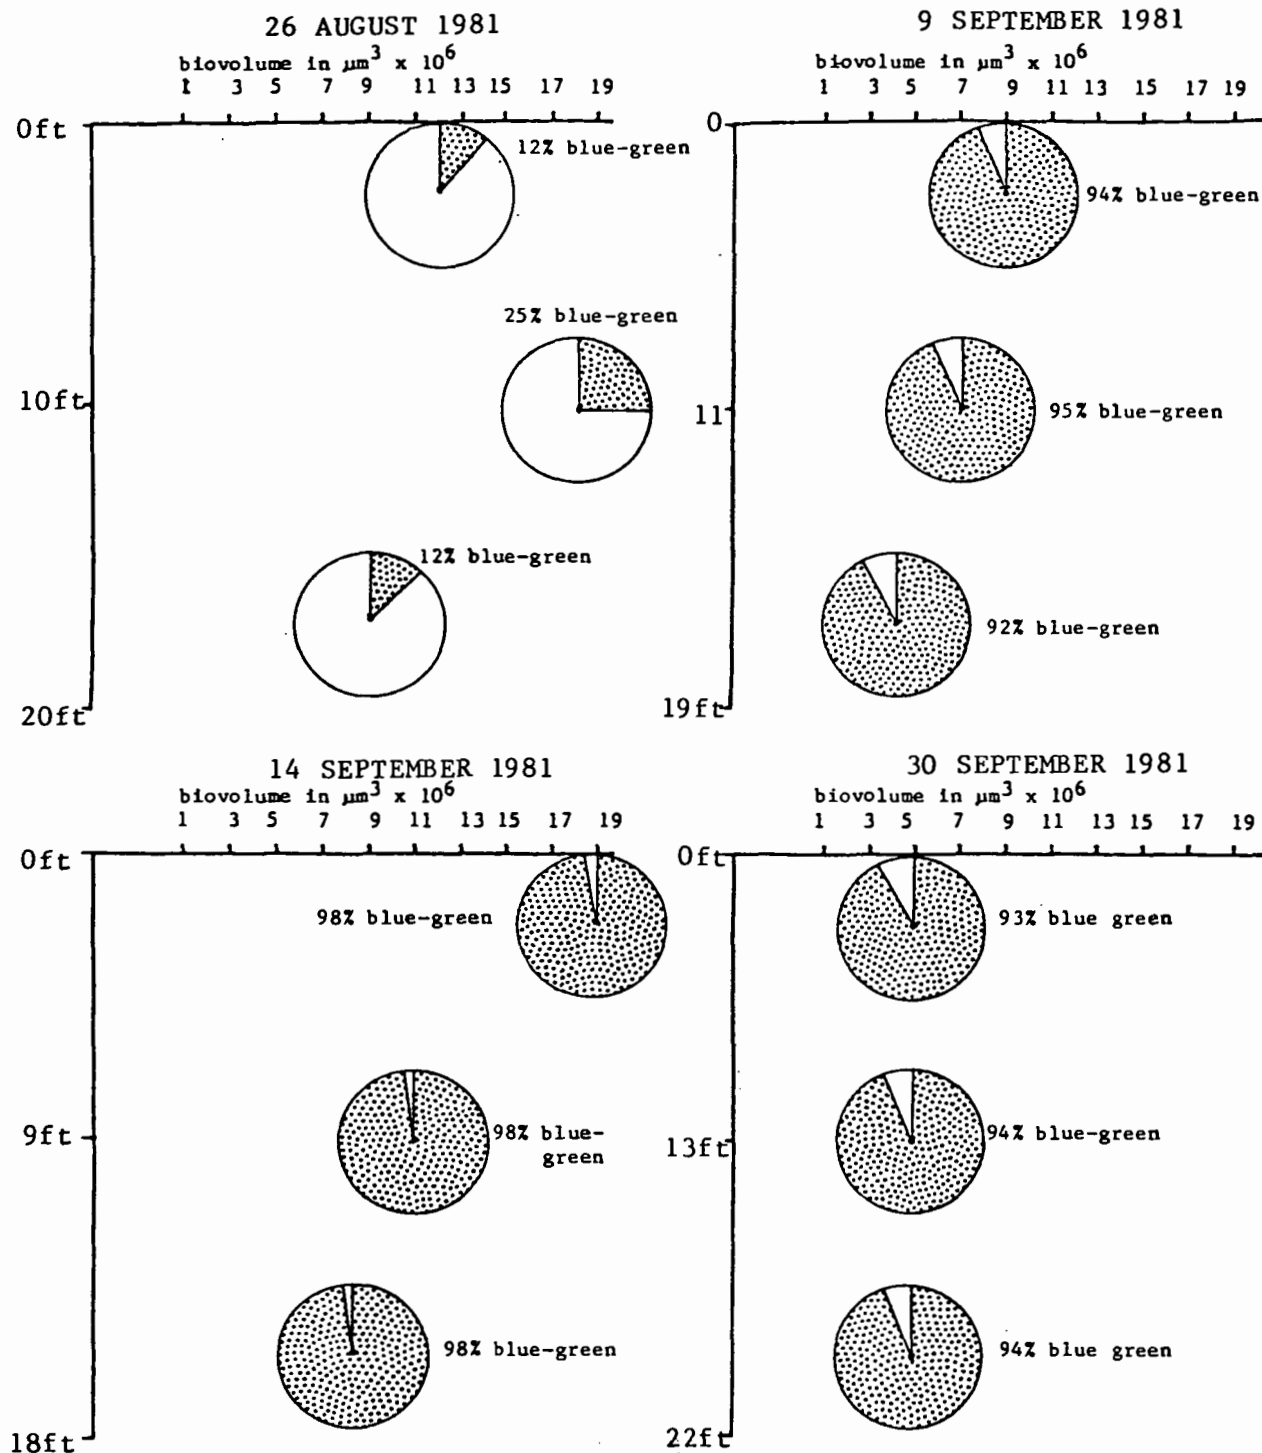 26 AUGUST 1981
biovolume in μm³ x 10⁶
1 3 5 7 9 11 13 15 17 19
0ft
12% blue-green
25% blue-green
10ft
12% blue-green
20ft
9 SEPTEMBER 1981
biovolume in μm³ x 10⁶
1 3 5 7 9 11 13 15 17 19
0
94% blue-green
11
95% blue-green
92% blue-green
19ft
14 SEPTEMBER 1981
biovolume in μm³ x 10⁶
1 3 5 7 9 11 13 15 17 19
0ft
98% blue-green
9ft
98% blue-
green
98% blue-green
18ft
30 SEPTEMBER 1981
biovolume in μm³ x 10⁶
1 3 5 7 9 11 13 15 17 19
0ft
93% blue green
13ft
94% blue-green
94% blue green
22ft